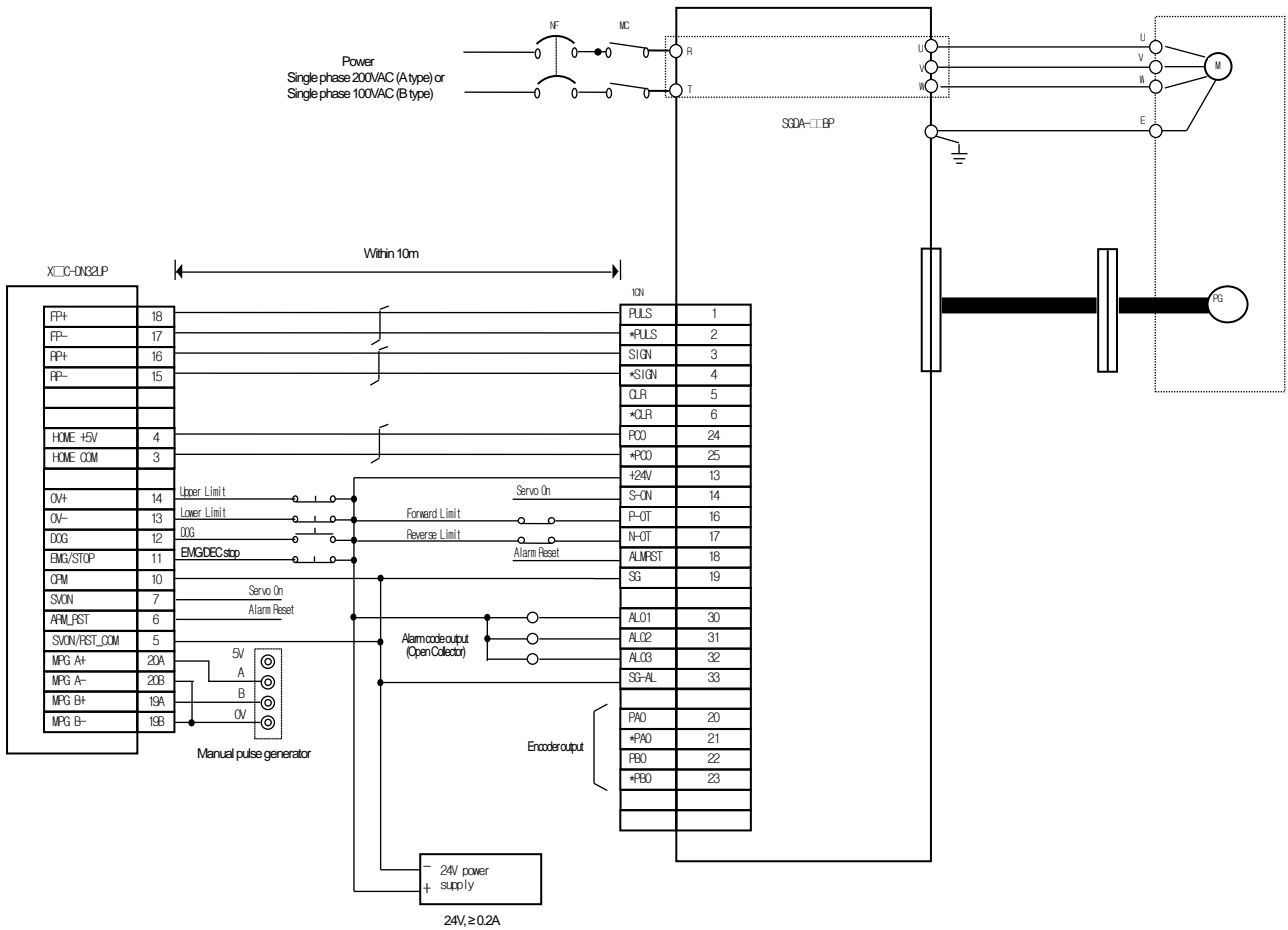 NF MC
Power
Single phase 200VAC (A type) or
Single phase 100VAC (B type)
R
T
U
V
W
SGDA-□□BP
U
V
W
E
M
PG
Within 10m
X□C-DN32UP
FP+ 18
FP- 17
RP+ 16
RP- 15
HOME +5V 4
HOME COM 3
OV+ 14 Upper Limit
OV- 13 Lower Limit
DOG 12 DOG
EMG/STOP 11 EMG/DEC stop
CPM 10
SVON 7 Servo On
ARM_RST 6 Alarm Reset
SVON/RST_COM 5
MPG A+ 20A
MPG A- 20B
MPG B+ 19A
MPG B- 19B
5V
A
B
0V
Manual pulse generator
1CN
PULS 1
*PULS 2
SIGN 3
*SIGN 4
CLR 5
*CLR 6
PCO 24
*PCO 25
+24V 13
Servo On S-ON 14
Forward Limit P-OT 16
Reverse Limit N-OT 17
Alarm Reset ALMRST 18
SG 19
ALO1 30
ALO2 31
ALO3 32
SG-AL 33
Alarm code output
(Open Collector)
PAO 20
*PAO 21
PBO 22
*PBO 23
Encoder output
- 24V power
+ supply
24V, ≥ 0.2A